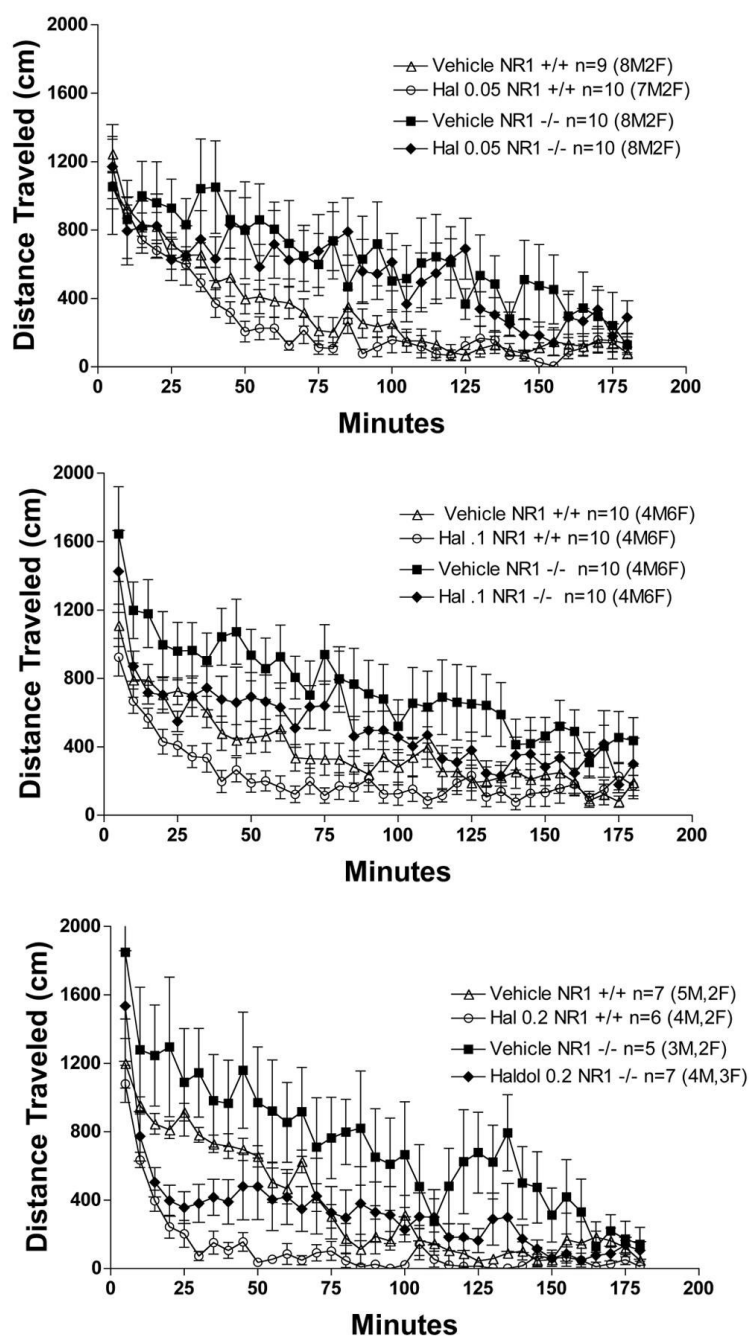 2000
1600
1200
800
400
0
Distance Traveled (cm)
Vehicle NR1 +/+ n=9 (8M2F)
Hal 0.05 NR1 +/+ n=10 (7M2F)
Vehicle NR1 -/- n=10 (8M2F)
Hal 0.05 NR1 -/- n=10 (8M2F)
0 25 50 75 100 125 150 175 200
Minutes
2000
1600
1200
800
400
0
Distance Traveled (cm)
Vehicle NR1 +/+ n=10 (4M6F)
Hal .1 NR1 +/+ n=10 (4M6F)
Vehicle NR1 -/- n=10 (4M6F)
Hal .1 NR1 -/- n=10 (4M6F)
0 25 50 75 100 125 150 175 200
Minutes
2000
1600
1200
800
400
0
Distance Traveled (cm)
Vehicle NR1 +/+ n=7 (5M,2F)
Hal 0.2 NR1 +/+ n=6 (4M,2F)
Vehicle NR1 -/- n=5 (3M,2F)
Haldol 0.2 NR1 -/- n=7 (4M,3F)
0 25 50 75 100 125 150 175 200
Minutes